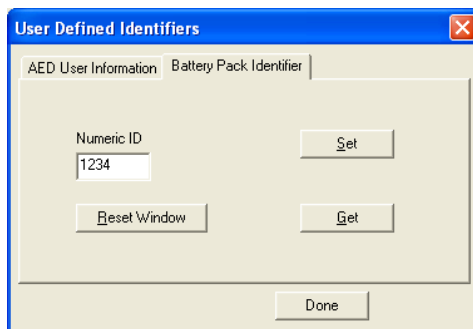 User Defined Identifiers
AED User Information
Battery Pack Identifier
Numeric ID
Set
1234
Reset Window
Get
Done